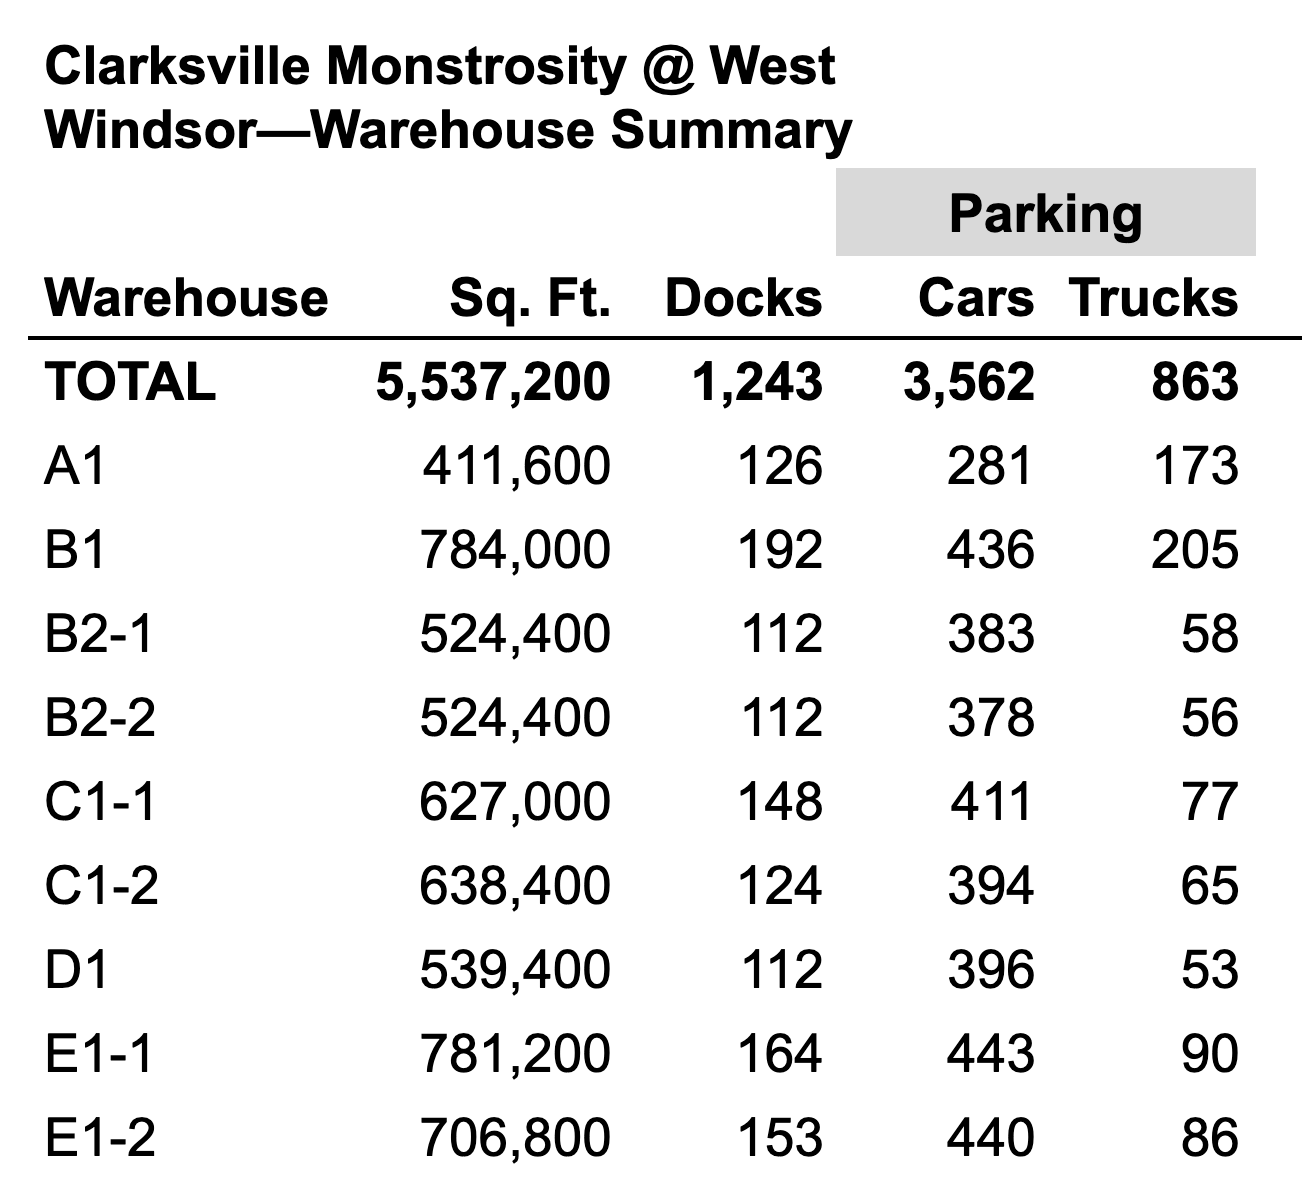 Clarksville Monstrosity @ West
Windsor—Warehouse Summary
Parking
Warehouse Sq. Ft. Docks Cars Trucks
TOTAL 5,537,200 1,243 3,562 863
A1 411,600 126 281 173
B1 784,000 192 436 205
B2-1 524,400 112 383 58
B2-2 524,400 112 378 56
C1-1 627,000 148 411 77
C1-2 638,400 124 394 65
D1 539,400 112 396 53
E1-1 781,200 164 443 90
E1-2 706,800 153 440 86